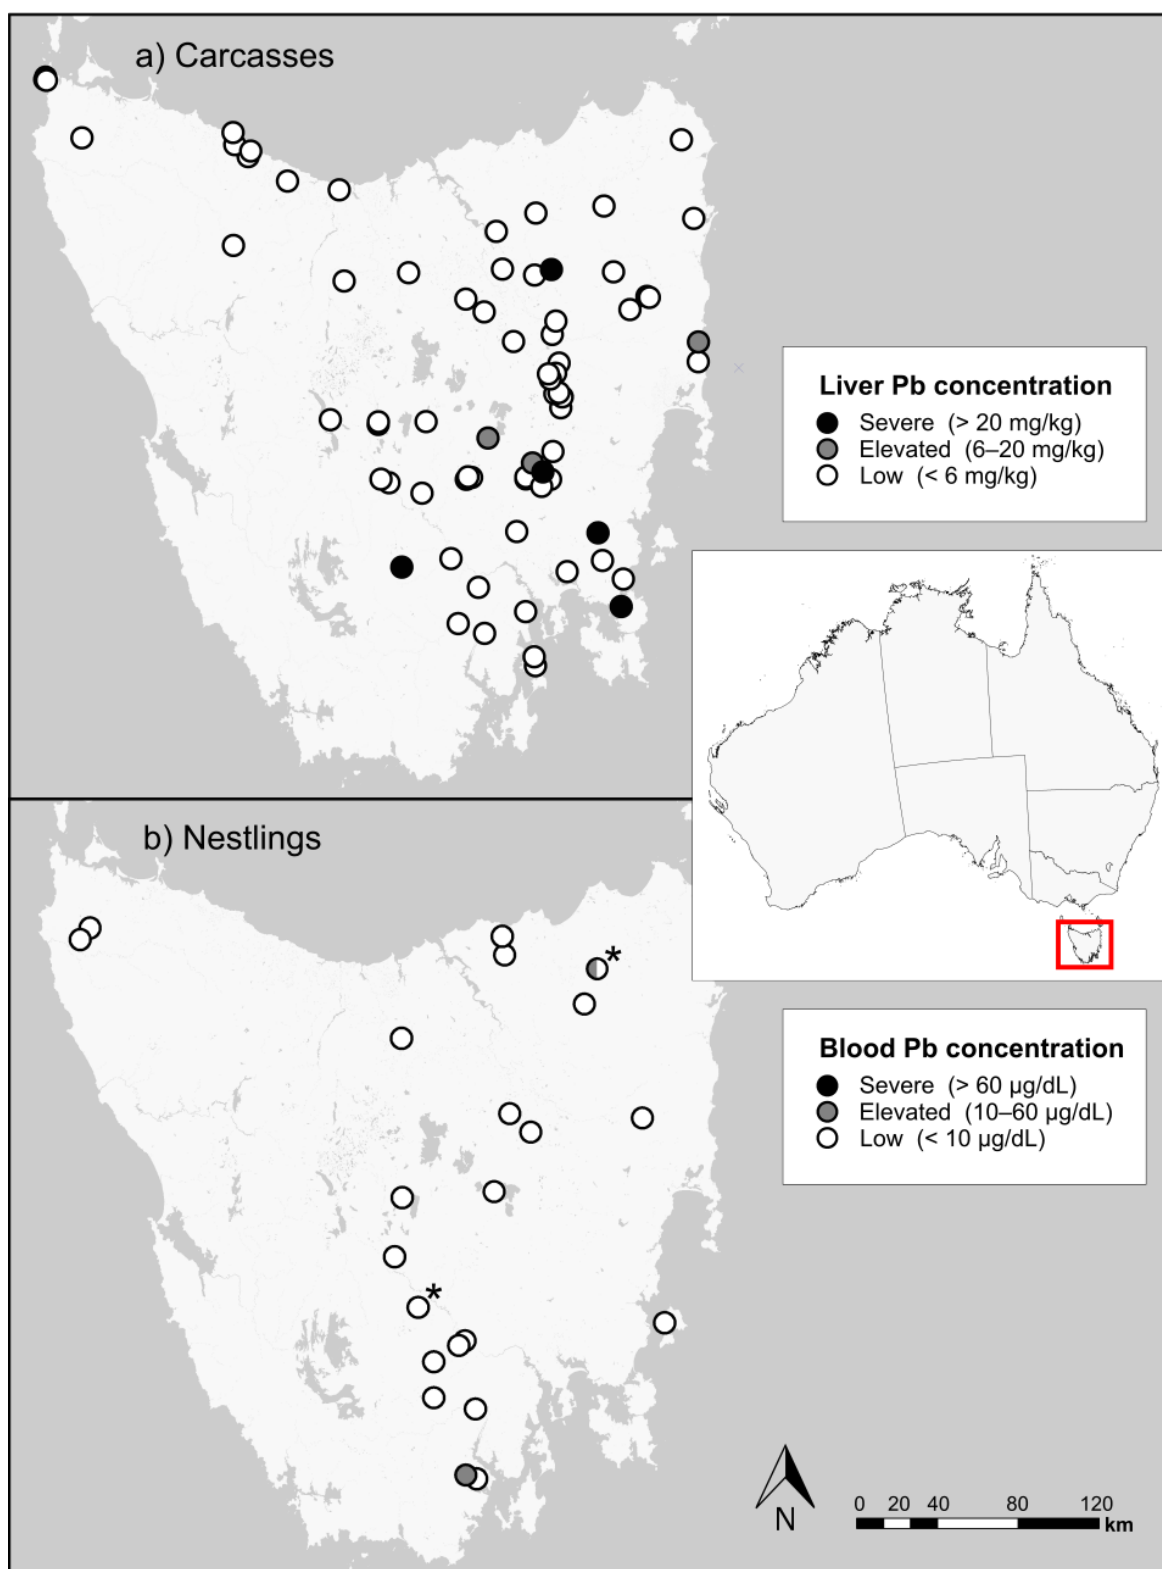 a) Carcasses
Liver Pb concentration
Severe (> 20 mg/kg)
Elevated (6–20 mg/kg)
Low (< 6 mg/kg)
b) Nestlings
*
Blood Pb concentration
Severe (> 60 µg/dL)
Elevated (10–60 µg/dL)
Low (< 10 µg/dL)
*
N
0 20 40 80 120
km